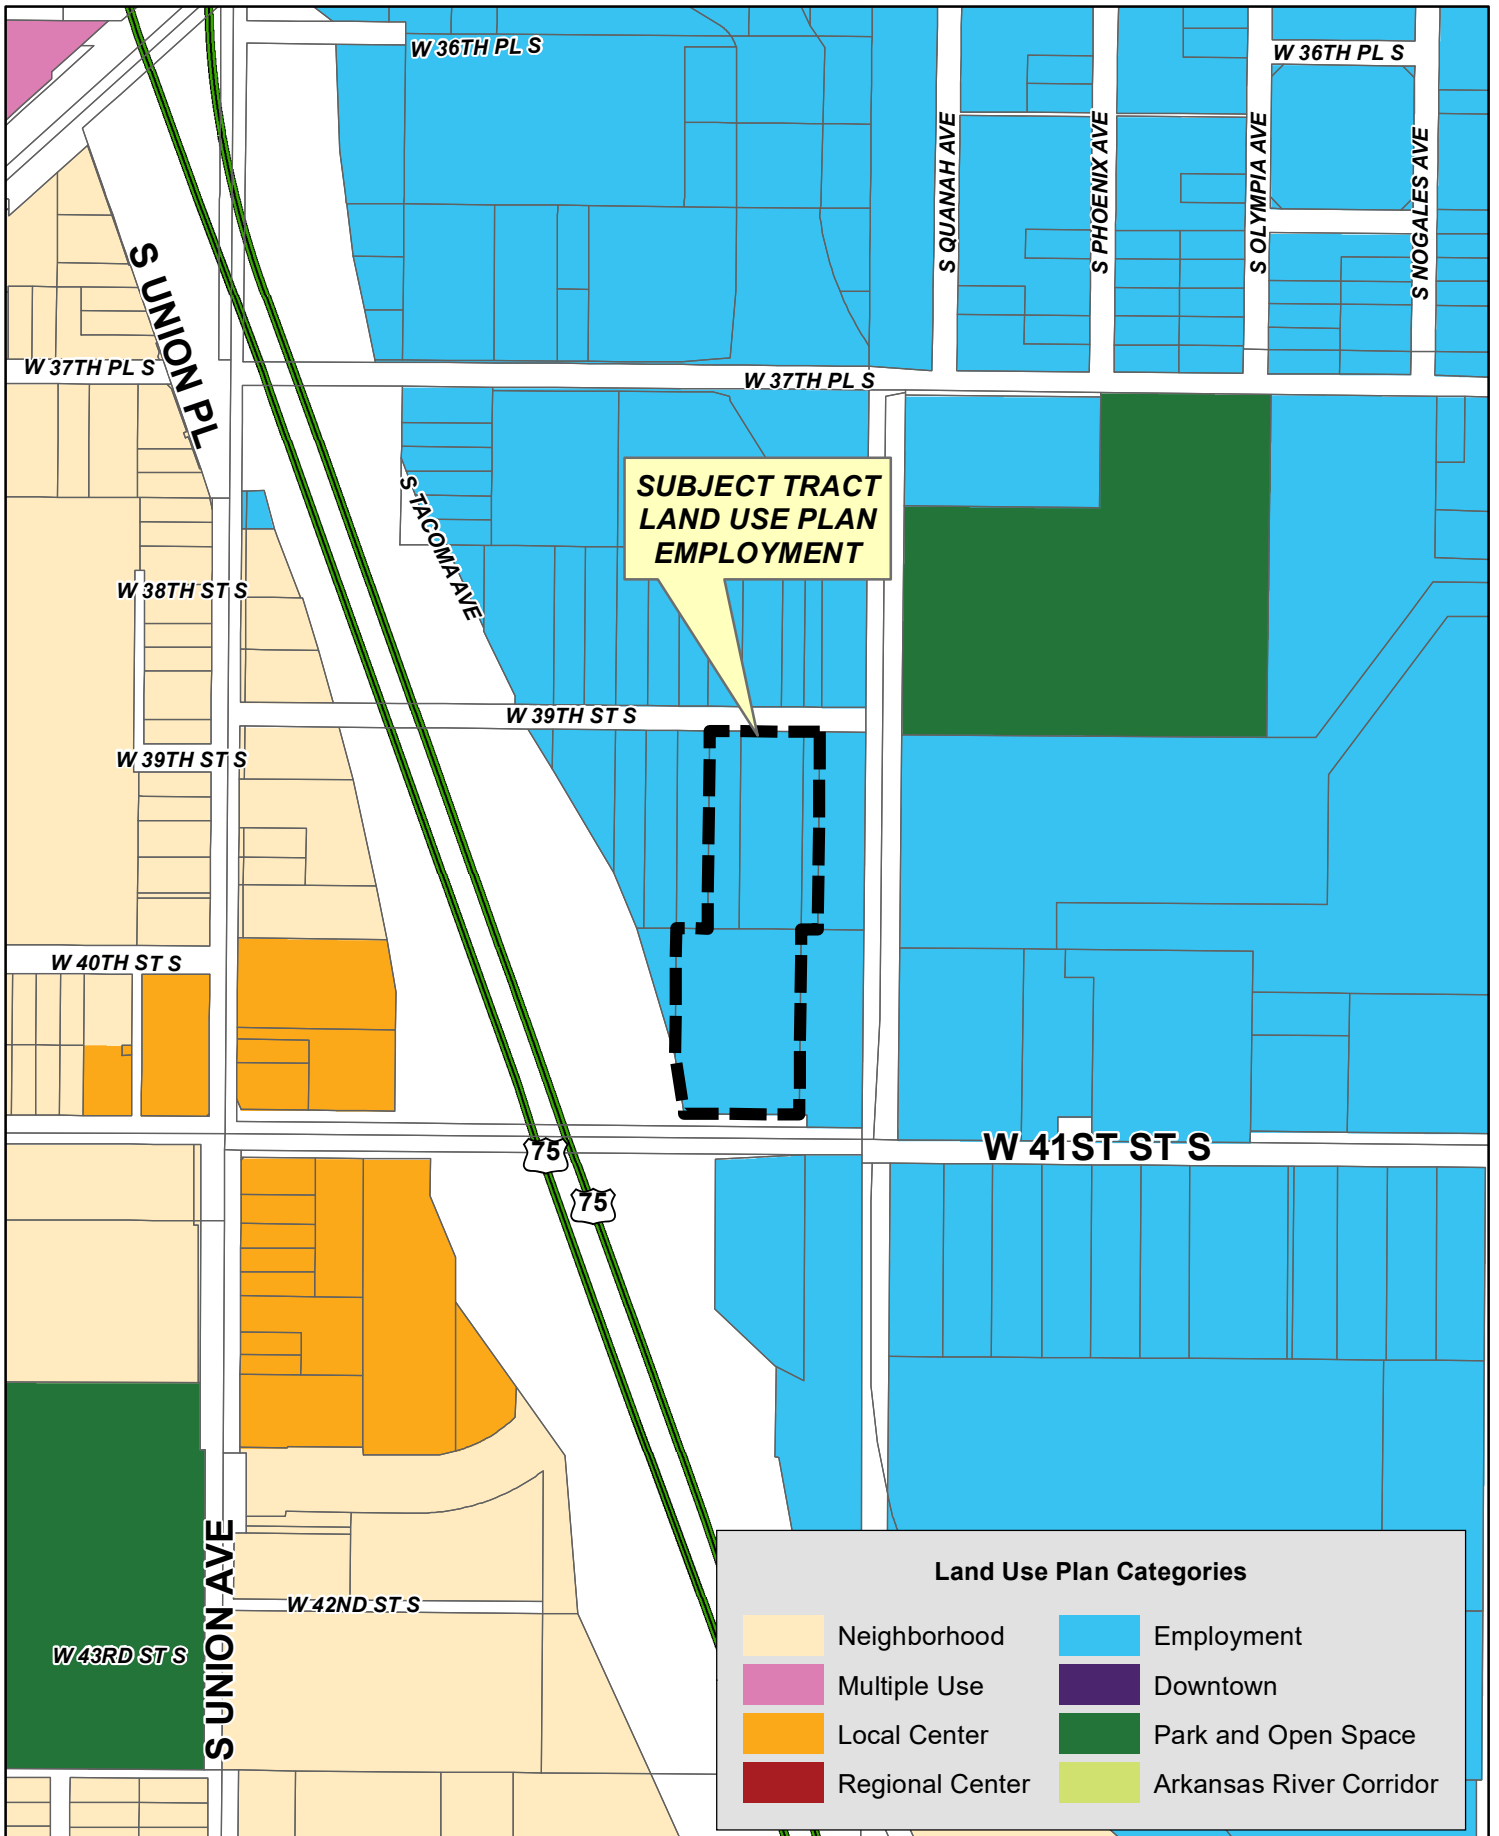 W 36TH PL S
W 36TH PL S
S QUANAH AVE
S PHOENIX AVE
S OLYMPIA AVE
S NOGALES AVE
S UNION PL
W 37TH PL S
W 37TH PL S
SUBJECT TRACT
LAND USE PLAN
EMPLOYMENT
S TACOMA AVE
W 38TH ST S
W 39TH ST S
W 39TH ST S
W 40TH ST S
W 41ST ST S
75
75
S UNION AVE
W 42ND ST S
W 43RD ST S
Land Use Plan Categories
Neighborhood
Multiple Use
Local Center
Regional Center
Employment
Downtown
Park and Open Space
Arkansas River Corridor